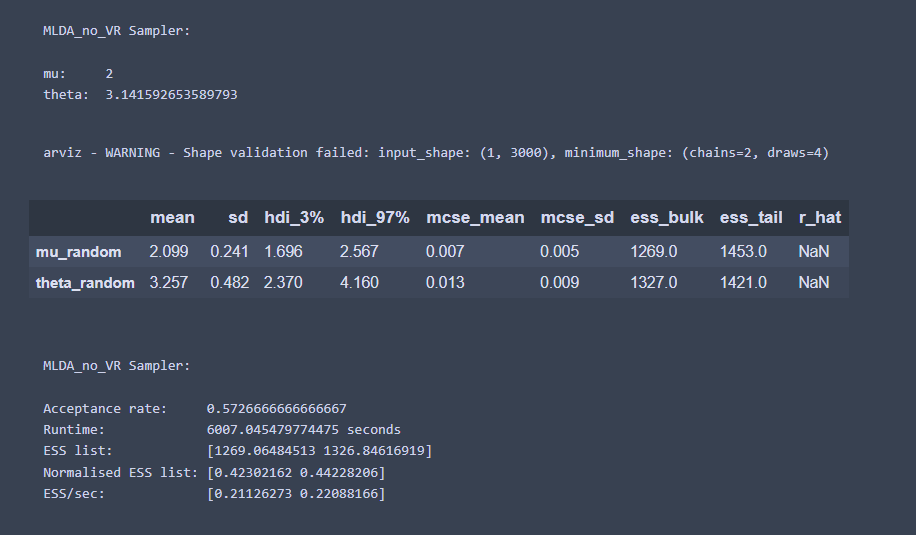 MLDA_no_VR Sampler:
mu: 2
theta: 3.141592653589793
arviz - WARNING - Shape validation failed: input_shape: (1, 3000), minimum_shape: (chains=2, draws=4)
mean sd hdi_3% hdi_97% mcse_mean mcse_sd ess_bulk ess_tail r_hat
mu_random 2.099 0.241 1.696 2.567 0.007 0.005 1269.0 1453.0 NaN
theta_random 3.257 0.482 2.370 4.160 0.013 0.009 1327.0 1421.0 NaN
MLDA_no_VR Sampler:
Acceptance rate: 0.5726666666666667
Runtime: 6007.045479774475 seconds
ESS list: [1269.06484513 1326.84616919]
Normalised ESS list: [0.42302162 0.44228206]
ESS/sec: [0.21126273 0.22088166]